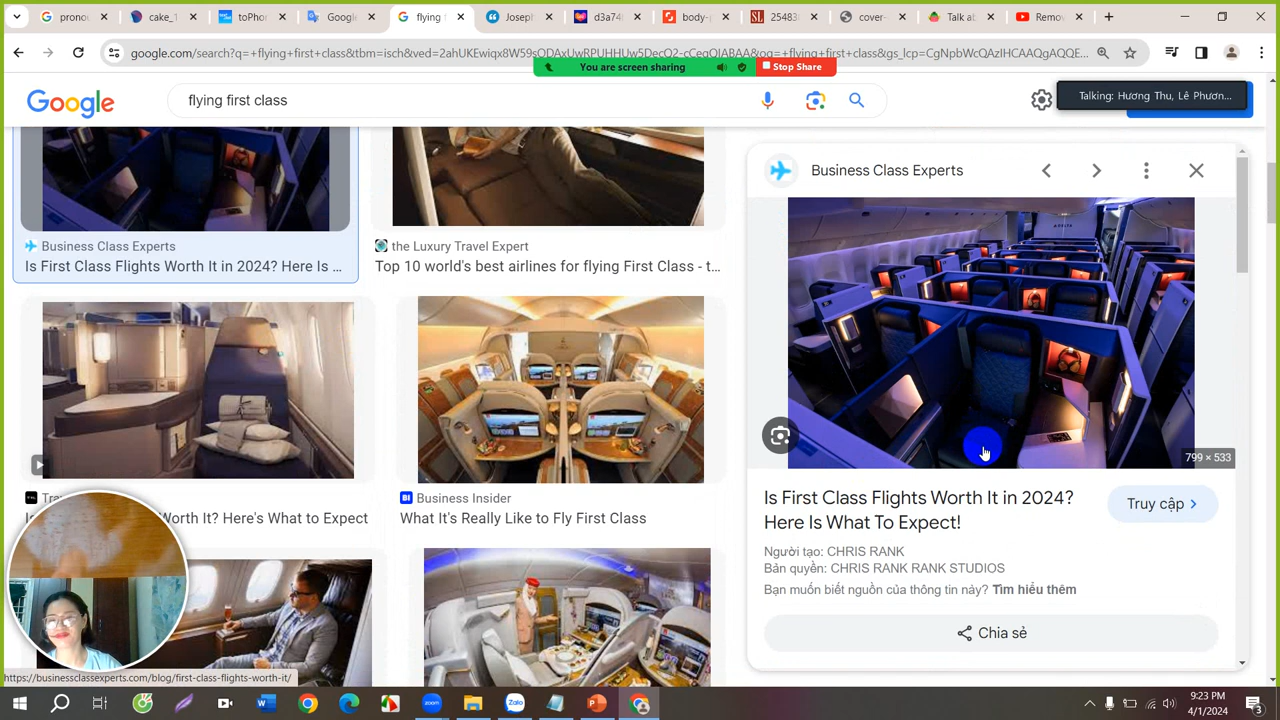 pronou
cake_1
toPhoe
Google
flying f
Joseph
d3a74
body-p
25483
cover-
Talk ab
Remov
google.com/search?q=+flying+first+class&tbm=isch&ved=2ahUKEwiqx8W59sQDAxUwRPUHHUw5DecQ2-cCegQIABAA&oq=+flying+first+class&gs_lcp=CgNpbWcQAzIHCAAQgAQQE...
You are screen sharing
Stop Share
Google
flying first class
Talking: Hương Thu, Lê Phươn...
Business Class Experts
Is First Class Flights Worth It in 2024? Here Is ...
the Luxury Travel Expert
Top 10 world's best airlines for flying First Class - t...
Business Class Experts
DELTA
799 × 533
Worth It? Here's What to Expect
Business Insider
What It's Really Like to Fly First Class
Is First Class Flights Worth It in 2024?
Here Is What To Expect!
Truy cập
Người tạo: CHRIS RANK
Bản quyền: CHRIS RANK RANK STUDIOS
Bạn muốn biết nguồn của thông tin này? Tìm hiểu thêm
Chia sẻ
https://businessclassexperts.com/blog/first-class-flights-worth-it/
9:23 PM
4/1/2024